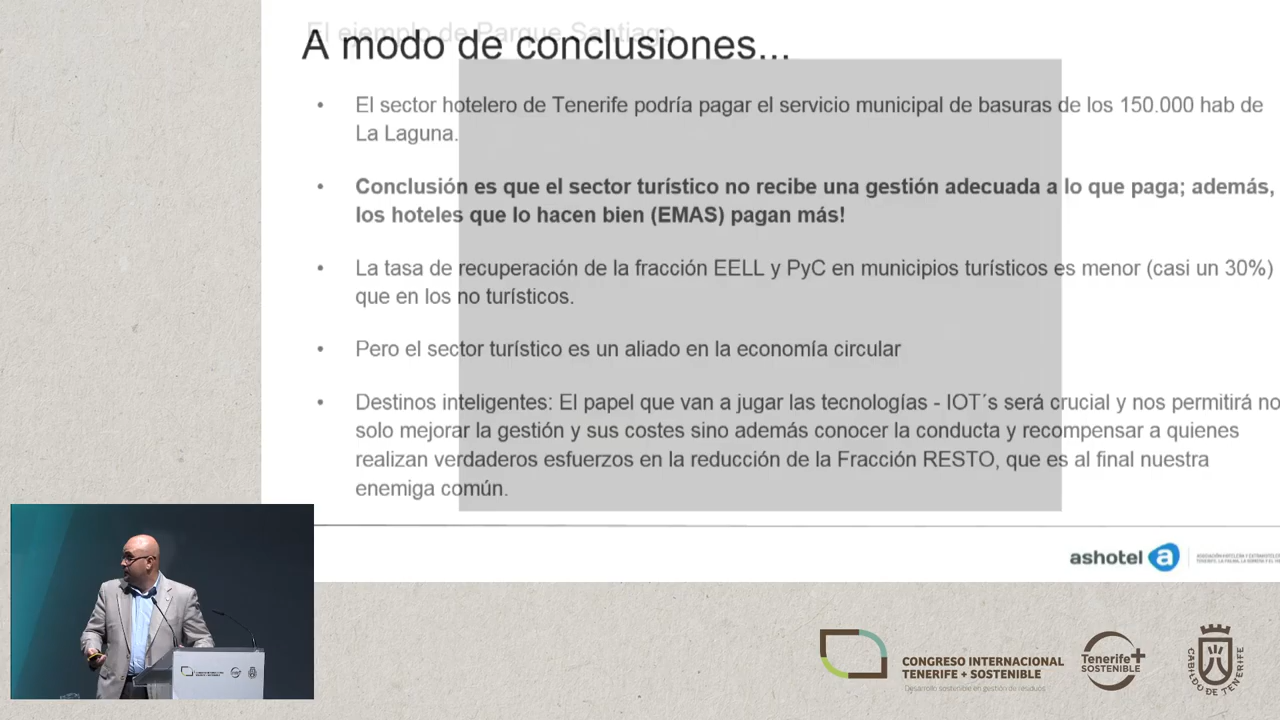 El ejemplo de Parque Santiago
A modo de conclusiones...
• El sector hotelero de Tenerife podría pagar el servicio municipal de basuras de los 150.000 hab de
La Laguna.
• Conclusión es que el sector turístico no recibe una gestión adecuada a lo que paga; además,
los hoteles que lo hacen bien (EMAS) pagan más!
• La tasa de recuperación de la fracción EELL y PyC en municipios turísticos es menor (casi un 30%)
que en los no turísticos.
• Pero el sector turístico es un aliado en la economía circular
• Destinos inteligentes: El papel que van a jugar las tecnologías - IOT´s será crucial y nos permitirá no
solo mejorar la gestión y sus costes sino además conocer la conducta y recompensar a quienes
realizan verdaderos esfuerzos en la reducción de la Fracción RESTO, que es al final nuestra
enemiga común.
ashotel a
CONGRESO INTERNACIONAL
TENERIFE + SOSTENIBLE
Desarrollo sostenible en gestión de residuos
Tenerife+
SOSTENIBLE
CABILDO DE TENERIFE